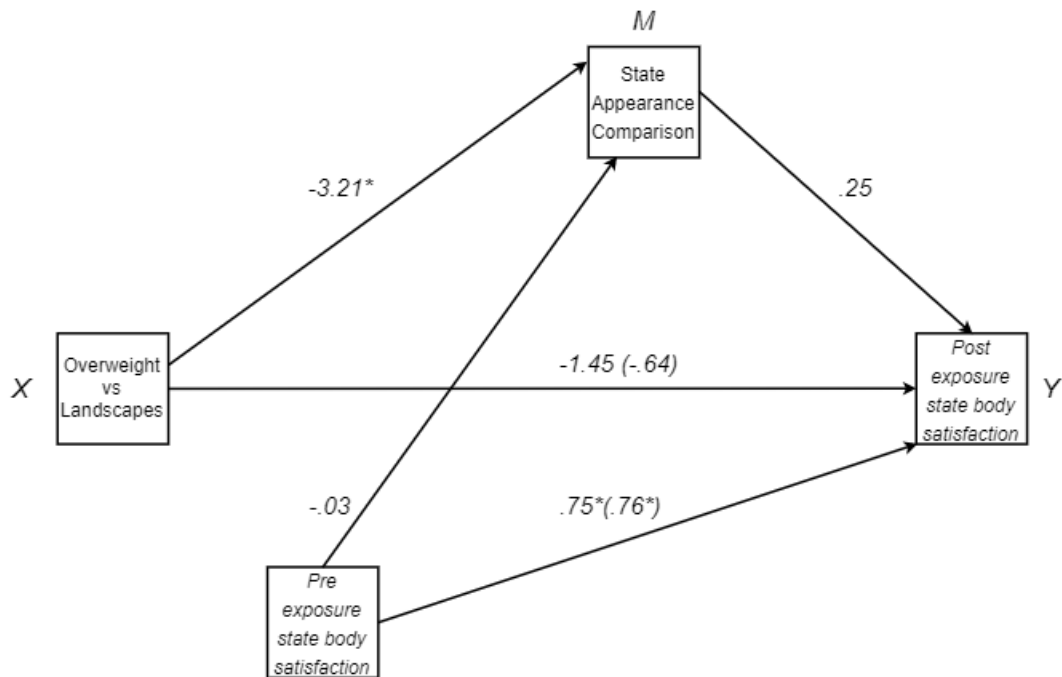 M
State
Appearance
Comparison
-3.21*
.25
X
Overweight
vs
Landscapes
-1.45 (-.64)
Post
exposure
state body
satisfaction
Y
-.03
.75*(.76*)
Pre
exposure
state body
satisfaction